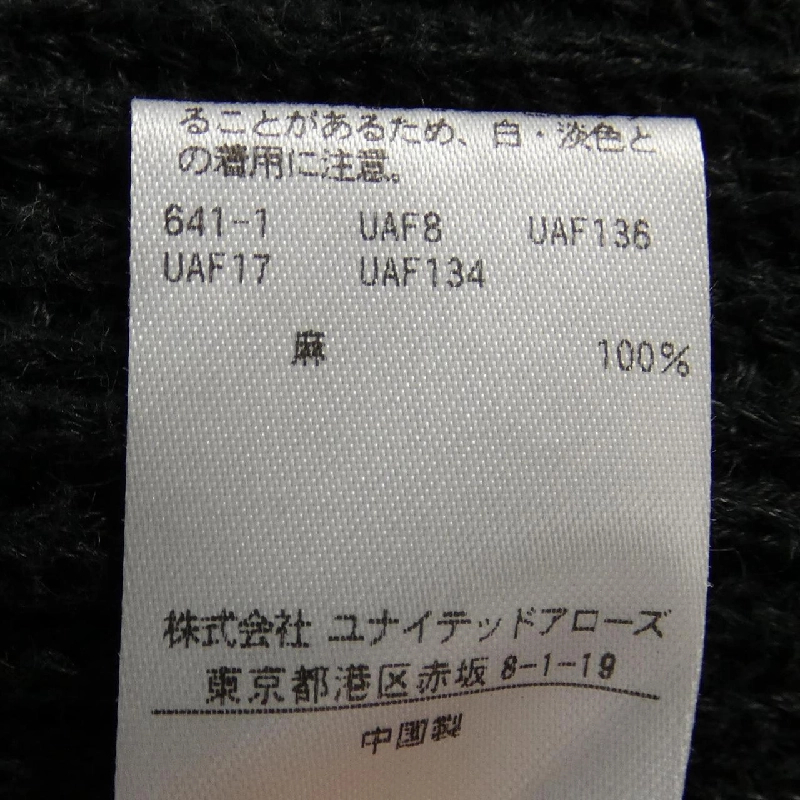 ることがあるため、白・淡色と
の着用に注意。
641-1 UAF8 UAF136
UAF17 UAF134
麻 100%
株式会社 ユナイテッドアローズ
東京都港区赤坂 8-1-19
中国製